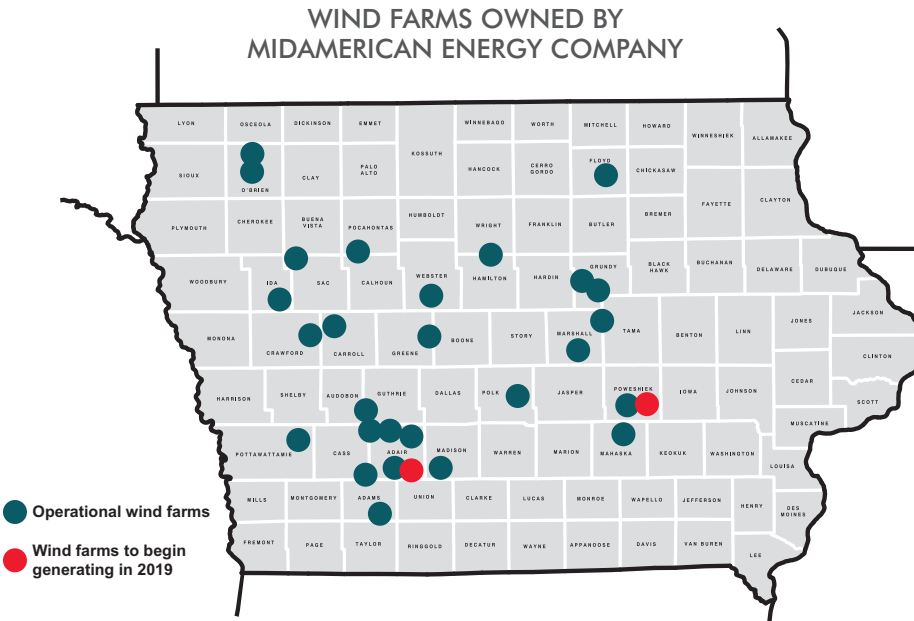 WIND FARMS OWNED BY
MIDAMERICAN ENERGY COMPANY
LYON OSCEOLA DICKINSON EMMET WINNEBAGO WORTH MITCHELL HOWARD
WINNESHIEK ALLAMAKEE
KOSSUTH
SIOUX O'BRIEN CLAY PALO
ALTO
HANCOCK CERRO
GORDO
FLOYD CHICKASAW
FAYETTE CLAYTON
PLYMOUTH CHEROKEE BUENA
VISTA
POCAHONTAS HUMBOLDT WRIGHT FRANKLIN BUTLER BREMER
WOODBURY IDA SAC CALHOUN WEBSTER HAMILTON HARDIN GRUNDY BLACK
HAWK
BUCHANAN DELAWARE DUBUQUE
JACKSON
MONONA CRAWFORD CARROLL GREENE BOONE STORY MARSHALL TAMA BENTON LINN JONES
CLINTON
CEDAR
SCOTT
HARRISON SHELBY AUDOBON GUTHRIE DALLAS POLK JASPER POWESHIEK IOWA JOHNSON
MUSCATINE
POTTAWATTAMIE CASS ADAIR MADISON WARREN MARION MAHASKA KEOKUK WASHINGTON
LOUISA
MILLS MONTGOMERY ADAMS UNION CLARKE LUCAS MONROE WAPELLO JEFFERSON HENRY DES
MOINES
FREMONT PAGE TAYLOR RINGGOLD DECATUR WAYNE APPANOOSE DAVIS VAN BUREN LEE
Operational wind farms
Wind farms to begin
generating in 2019